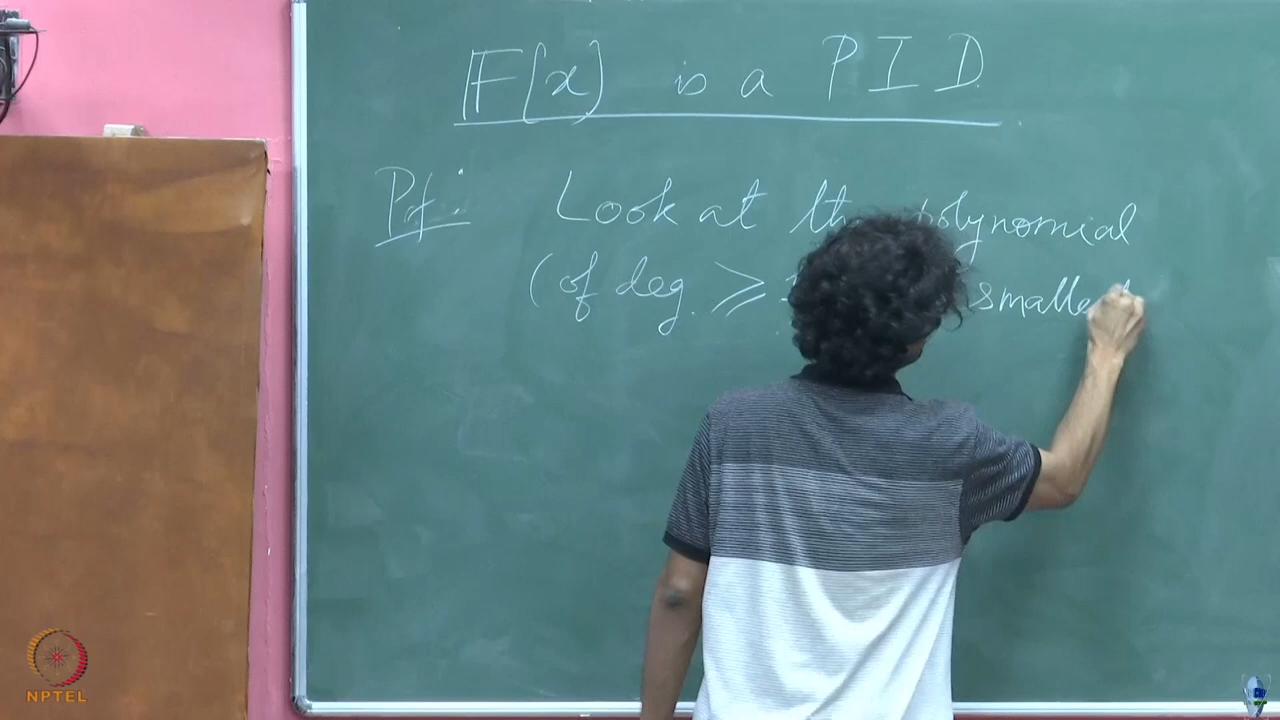 F[x] is a PID.
Pf: Look at the polynomial
(of deg. ⩾ smallest
NPTEL